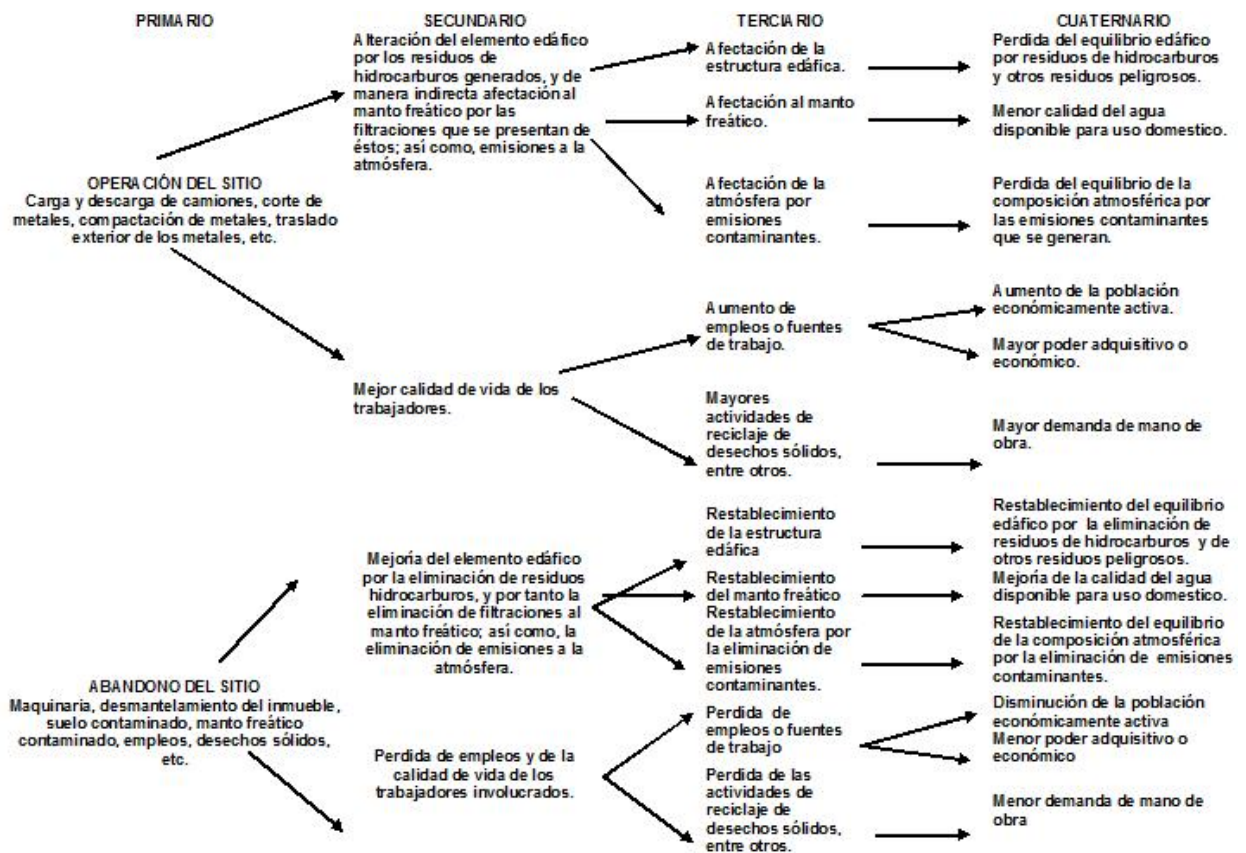 PRIMARIO
SECUNDARIO
TERCIARIO
CUATERNARIO
OPERACIÓN DEL SITIO
Carga y descarga de camiones, corte de
metales, compactación de metales, traslado
exterior de los metales, etc.
Alteración del elemento edáfico
por los residuos de
hidrocarburos generados, y de
manera indirecta afectación al
manto freático por las
filtraciones que se presentan de
éstos; así como, emisiones a la
atmósfera.
Afectación de la
estructura edáfica.
Perdida del equilibrio edáfico
por residuos de hidrocarburos
y otros residuos peligrosos.
Afectación al manto
freático.
Menor calidad del agua
disponible para uso domestico.
Afectación de la
atmósfera por
emisiones
contaminantes.
Perdida del equilibrio de la
composición atmosférica por
las emisiones contaminantes
que se generan.
Mejor calidad de vida de los
trabajadores.
Aumento de
empleos o fuentes
de trabajo.
Aumento de la población
económicamente activa.
Mayor poder adquisitivo o
económico.
Mayores
actividades de
reciclaje de
desechos sólidos,
entre otros.
Mayor demanda de mano de
obra.
ABANDONO DEL SITIO
Maquinaria, desmantelamiento del inmueble,
suelo contaminado, manto freático
contaminado, empleos, desechos sólidos,
etc.
Mejoría del elemento edáfico
por la eliminación de residuos
hidrocarburos, y por tanto la
eliminación de filtraciones al
manto freático; así como, la
eliminación de emisiones a la
atmósfera.
Restablecimiento
de la estructura
edáfica
Restablecimiento del equilibrio
edáfico por la eliminación de
residuos de hidrocarburos y de
otros residuos peligrosos.
Restablecimiento
del manto freático
Mejoría de la calidad del agua
disponible para uso domestico.
Restablecimiento
de la atmósfera por
la eliminación de
emisiones
contaminantes.
Restablecimiento del equilibrio
de la composición atmosférica
por la eliminación de emisiones
contaminantes.
Perdida de empleos y de la
calidad de vida de los
trabajadores involucrados.
Perdida de
empleos o fuentes
de trabajo
Disminución de la población
económicamente activa
Menor poder adquisitivo o
económico
Perdida de las
actividades de
reciclaje de
desechos sólidos,
entre otros.
Menor demanda de mano de
obra